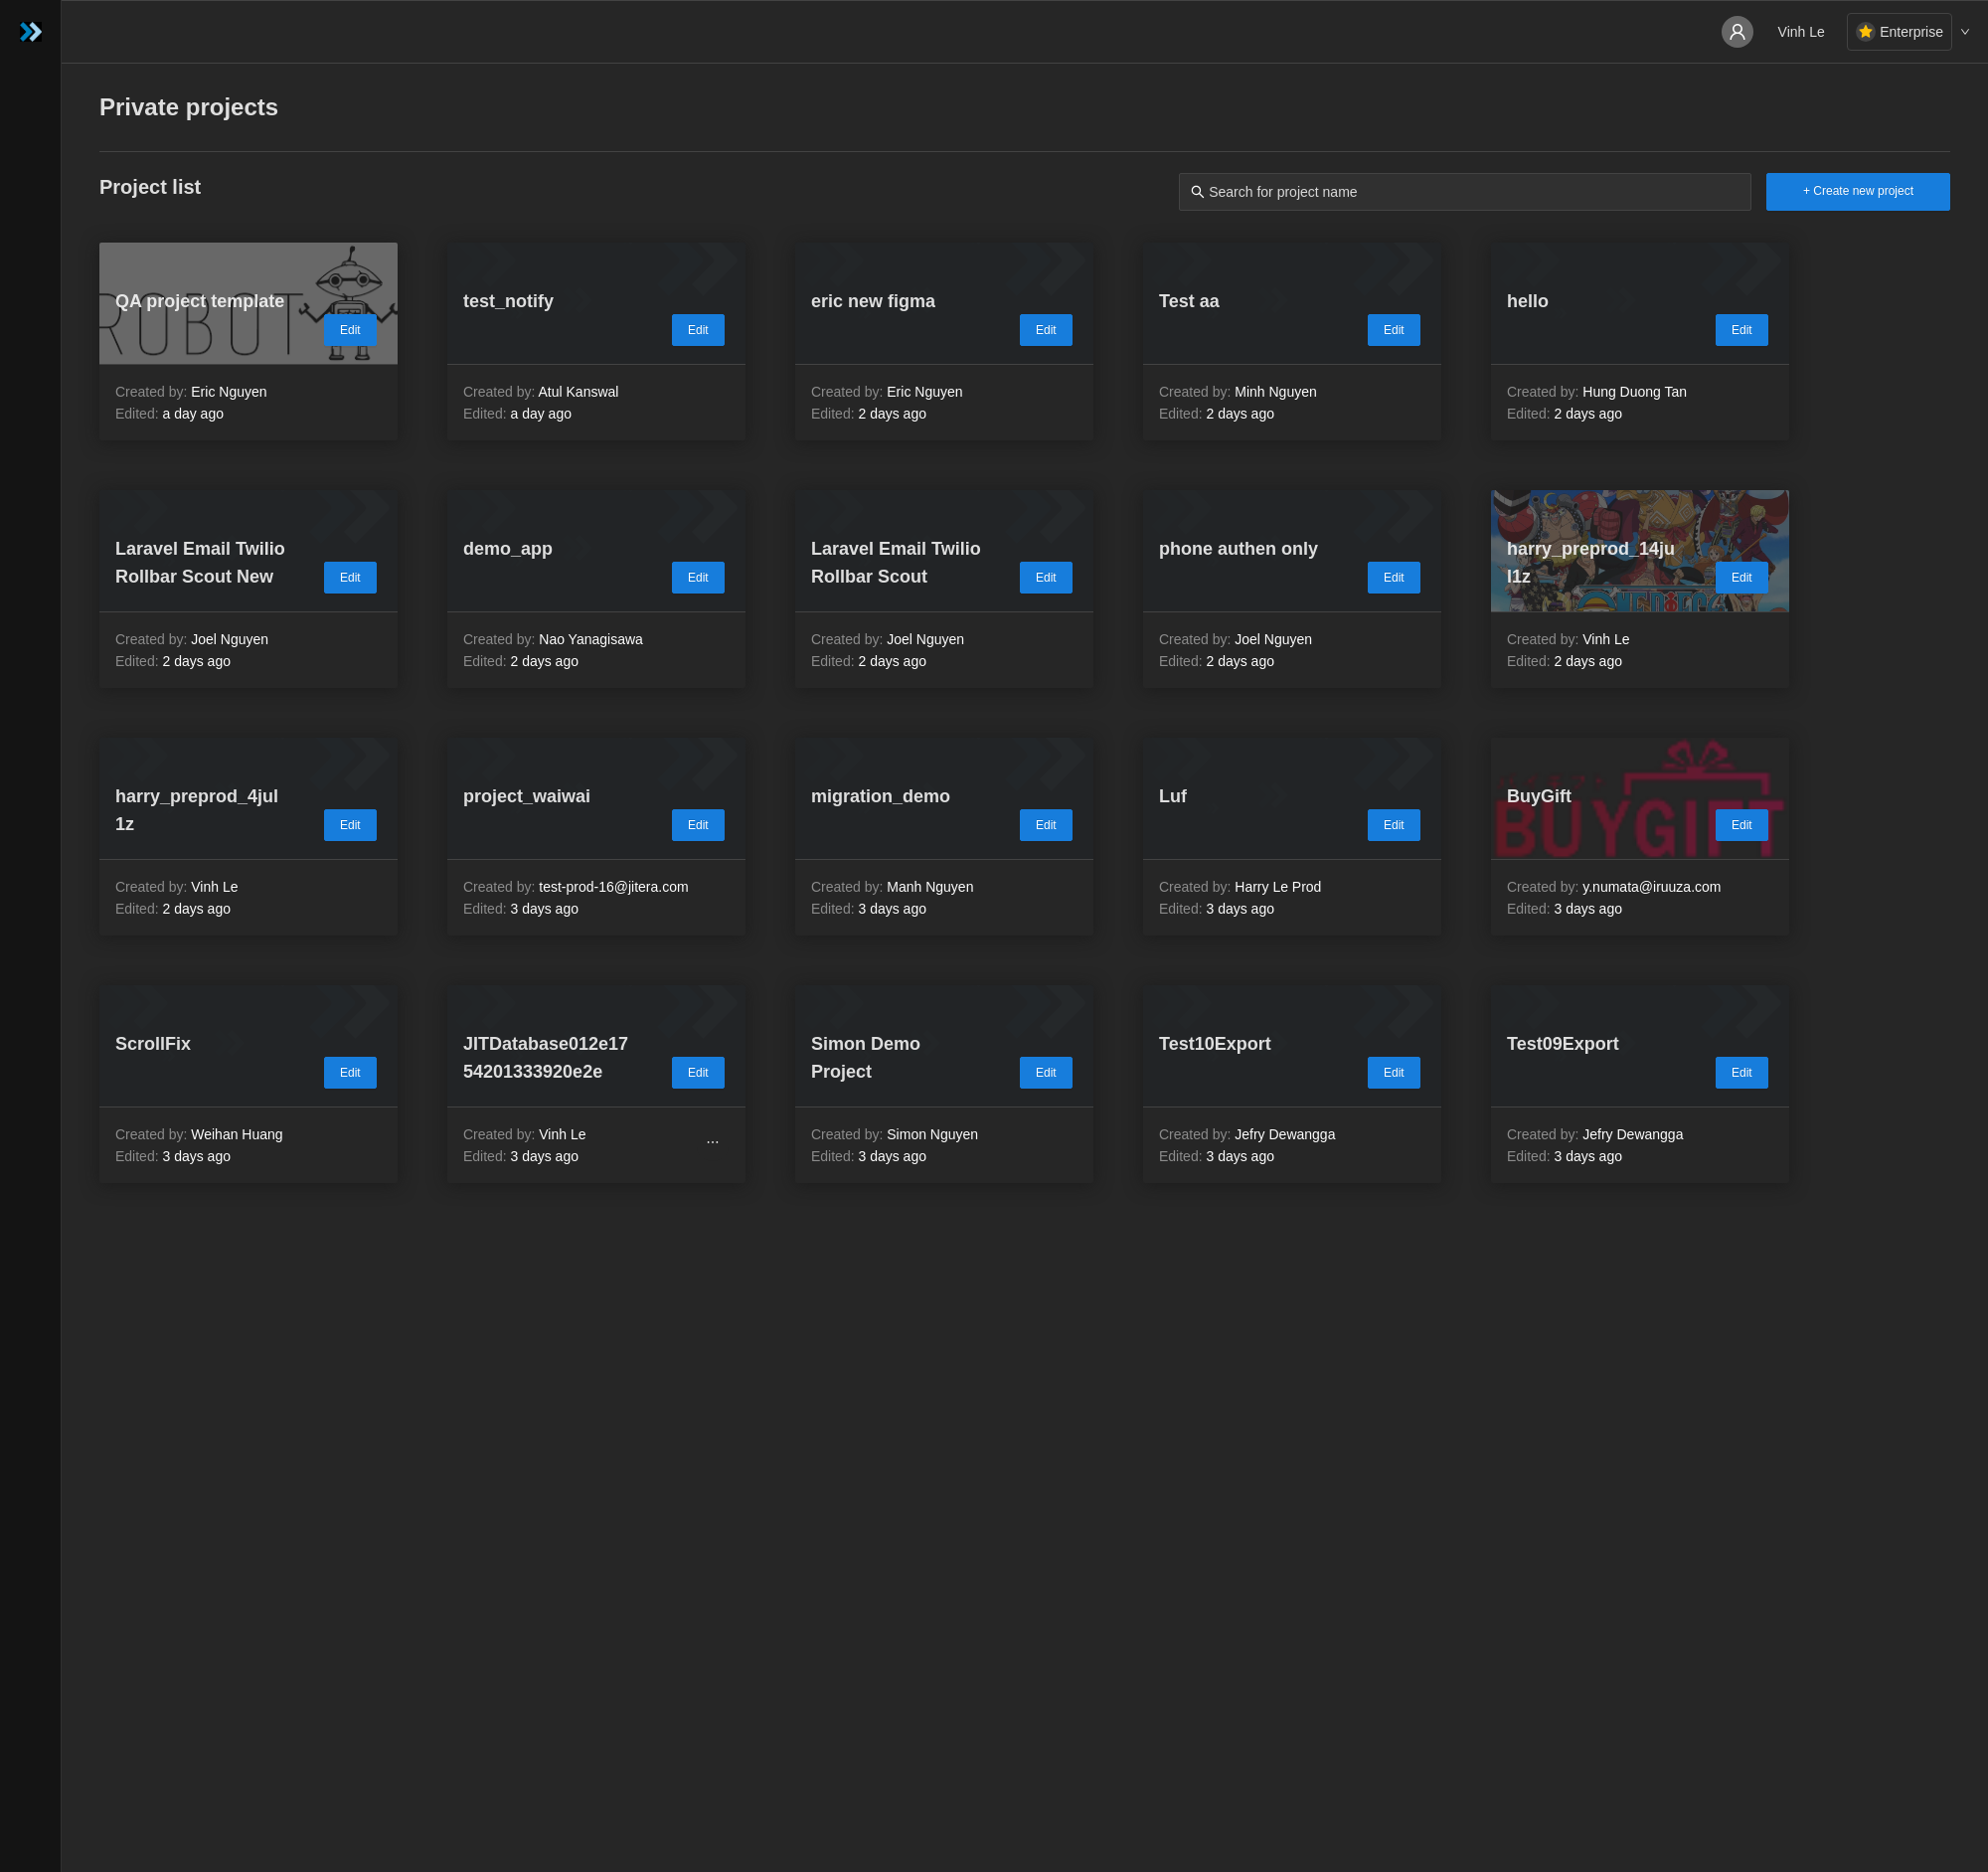 Vinh Le
Enterprise
Private projects
Project list
Search for project name
+ Create new project
ROBOT
QA project template
Edit
Created by: Eric Nguyen
Edited: a day ago
test_notify
Edit
Created by: Atul Kanswal
Edited: a day ago
eric new figma
Edit
Created by: Eric Nguyen
Edited: 2 days ago
Test aa
Edit
Created by: Minh Nguyen
Edited: 2 days ago
hello
Edit
Created by: Hung Duong Tan
Edited: 2 days ago
Laravel Email Twilio
Rollbar Scout New
Edit
Created by: Joel Nguyen
Edited: 2 days ago
demo_app
Edit
Created by: Nao Yanagisawa
Edited: 2 days ago
Laravel Email Twilio
Rollbar Scout
Edit
Created by: Joel Nguyen
Edited: 2 days ago
phone authen only
Edit
Created by: Joel Nguyen
Edited: 2 days ago
harry_preprod_14ju
l1z
Edit
ONE PIECE
Created by: Vinh Le
Edited: 2 days ago
harry_preprod_4jul
1z
Edit
Created by: Vinh Le
Edited: 2 days ago
project_waiwai
Edit
Created by: test-prod-16@jitera.com
Edited: 3 days ago
migration_demo
Edit
Created by: Manh Nguyen
Edited: 3 days ago
Luf
Edit
Created by: Harry Le Prod
Edited: 3 days ago
BuyGift
BUYGIFT
Edit
Created by: y.numata@iruuza.com
Edited: 3 days ago
ScrollFix
Edit
Created by: Weihan Huang
Edited: 3 days ago
JITDatabase012e17
54201333920e2e
Edit
Created by: Vinh Le
...
Edited: 3 days ago
Simon Demo
Project
Edit
Created by: Simon Nguyen
Edited: 3 days ago
Test10Export
Edit
Created by: Jefry Dewangga
Edited: 3 days ago
Test09Export
Edit
Created by: Jefry Dewangga
Edited: 3 days ago